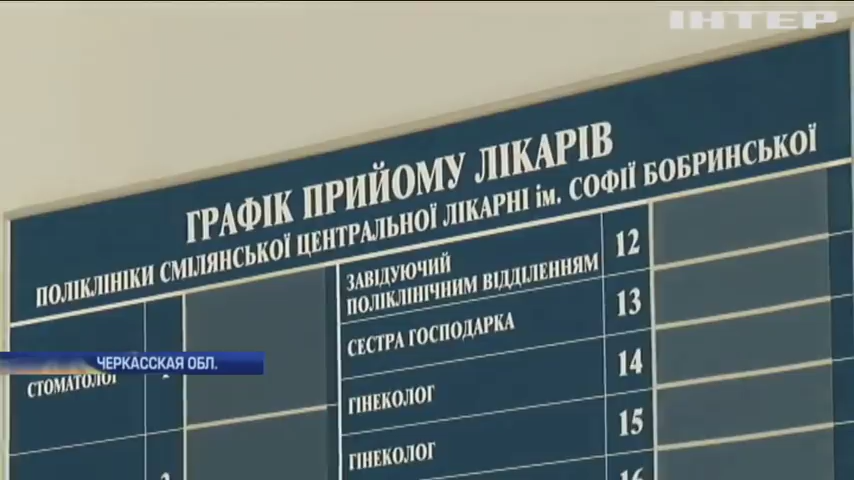 ІНТЕР
ГРАФІК ПРИЙОМУ ЛІКАРІВ
ПОЛІКЛІНІКИ СМІЛЯНСЬКОЇ ЦЕНТРАЛЬНОЇ ЛІКАРНІ ім. СОФІЇ БОБРИНСЬКОЇ
СТОМАТОЛОГ
ЗАВІДУЮЧИЙ
ПОЛІКЛІНІЧНИМ ВІДДІЛЕННЯМ
12
СЕСТРА ГОСПОДАРКА
13
ГІНЕКОЛОГ
14
ГІНЕКОЛОГ
15
16
ЧЕРКАССКАЯ ОБЛ.